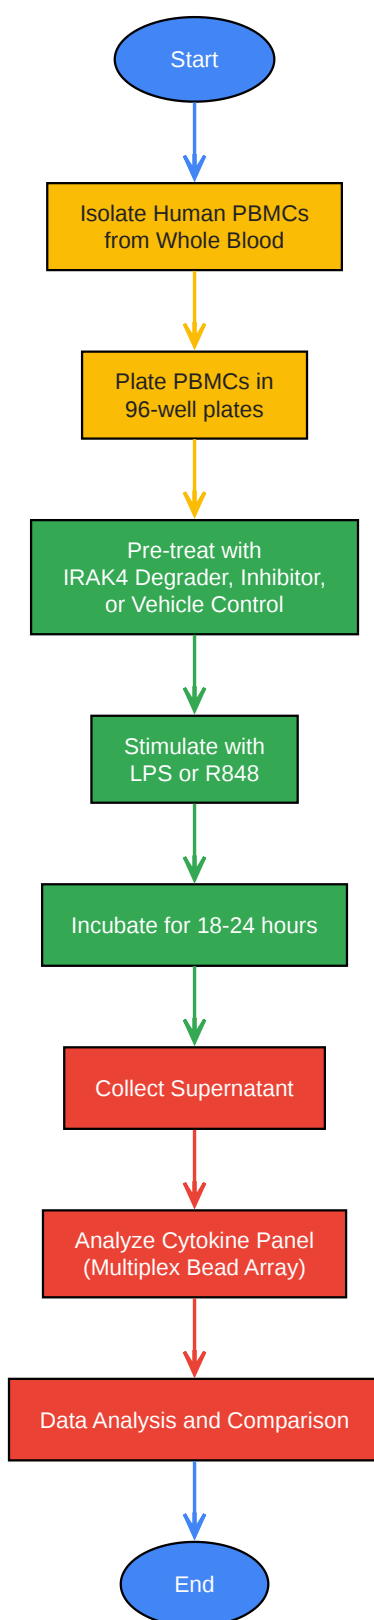 Start
Isolate Human PBMCs
from Whole Blood
Plate PBMCs in
96-well plates
Pre-treat with
IRAK4 Degrader, Inhibitor,
or Vehicle Control
Stimulate with
LPS or R848
Incubate for 18-24 hours
Collect Supernatant
Analyze Cytokine Panel
(Multiplex Bead Array)
Data Analysis and Comparison
End